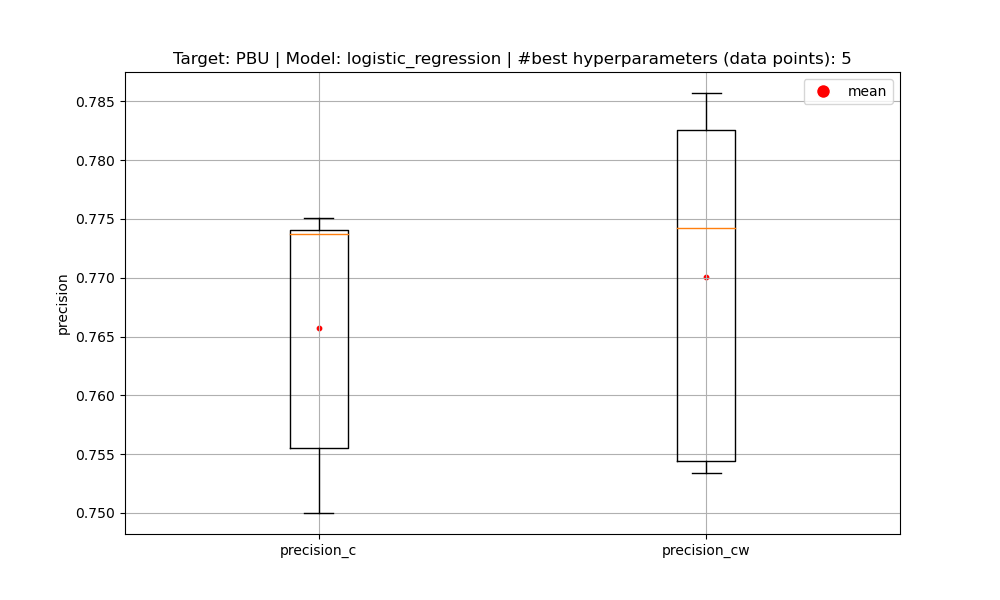 Target: PBU | Model: logistic_regression | #best hyperparameters (data points): 5
mean
0.785
0.780
0.775
0.770
0.765
0.760
0.755
0.750
precision
precision_c
precision_cw